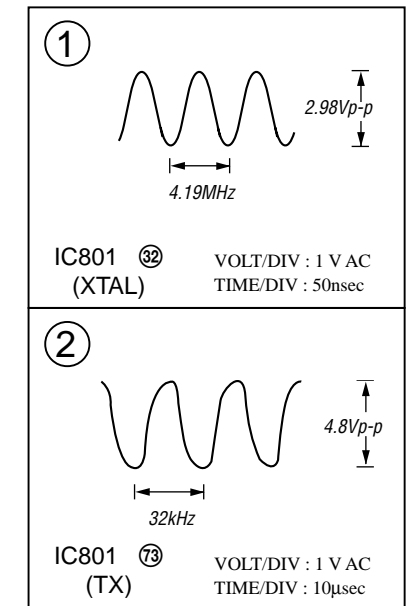 ①
2.98Vp-p
4.19MHz
IC801 ㉜ VOLT/DIV : 1 V AC
(XTAL) TIME/DIV : 50nsec
②
4.8Vp-p
32kHz
IC801 73 VOLT/DIV : 1 V AC
(TX) TIME/DIV : 10μsec